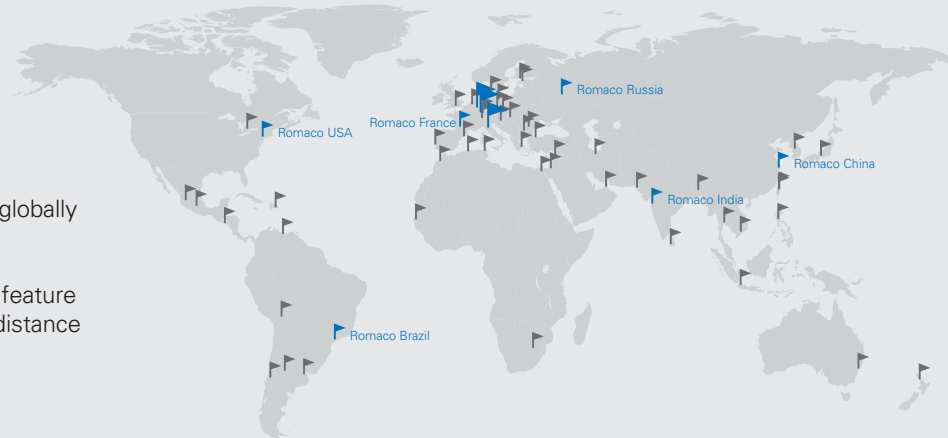 globally
feature
distance
Romaco Russia
Romaco USA
Romaco France
Romaco China
Romaco India
Romaco Brazil